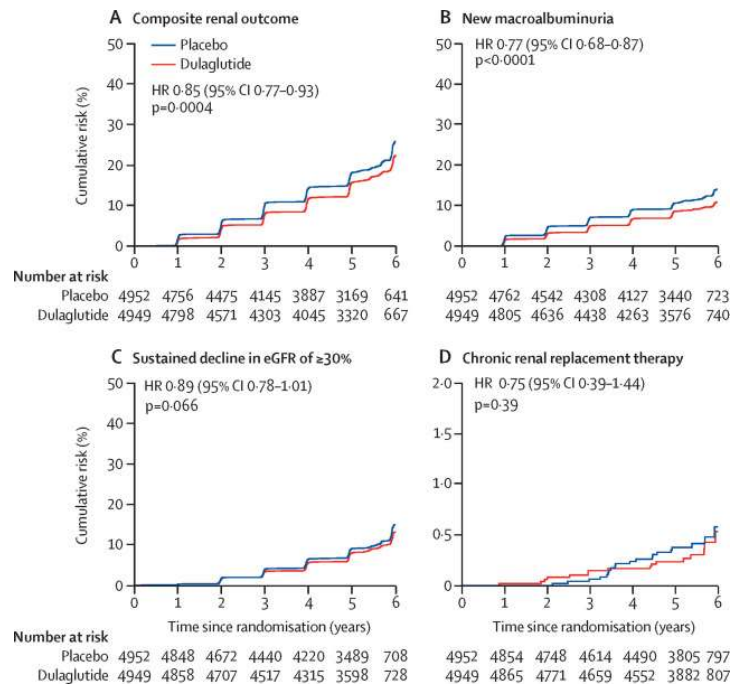 A Composite renal outcome
50
40
30
20
10
0
Cumulative risk (%)
Placebo
Dulaglutide
HR 0·85 (95% CI 0·77–0·93)
p=0·0004
0 1 2 3 4 5 6
Number at risk
Placebo 4952 4756 4475 4145 3887 3169 641
Dulaglutide 4949 4798 4571 4303 4045 3320 667
B New macroalbuminuria
50
40
30
20
10
0
HR 0·77 (95% CI 0·68–0·87)
p<0·0001
0 1 2 3 4 5 6
4952 4762 4542 4308 4127 3440 723
4949 4805 4636 4438 4263 3576 740
C Sustained decline in eGFR of ≥30%
50
40
30
20
10
0
Cumulative risk (%)
HR 0·89 (95% CI 0·78–1·01)
p=0·066
0 1 2 3 4 5 6
Time since randomisation (years)
Number at risk
Placebo 4952 4848 4672 4440 4220 3489 708
Dulaglutide 4949 4858 4707 4517 4315 3598 728
D Chronic renal replacement therapy
2·0
2·0
1·0
0·5
0
HR 0·75 (95% CI 0·39–1·44)
p=0·39
0 1 2 3 4 5 6
Time since randomisation (years)
4952 4854 4748 4614 4490 3805 797
4949 4865 4771 4659 4552 3882 807